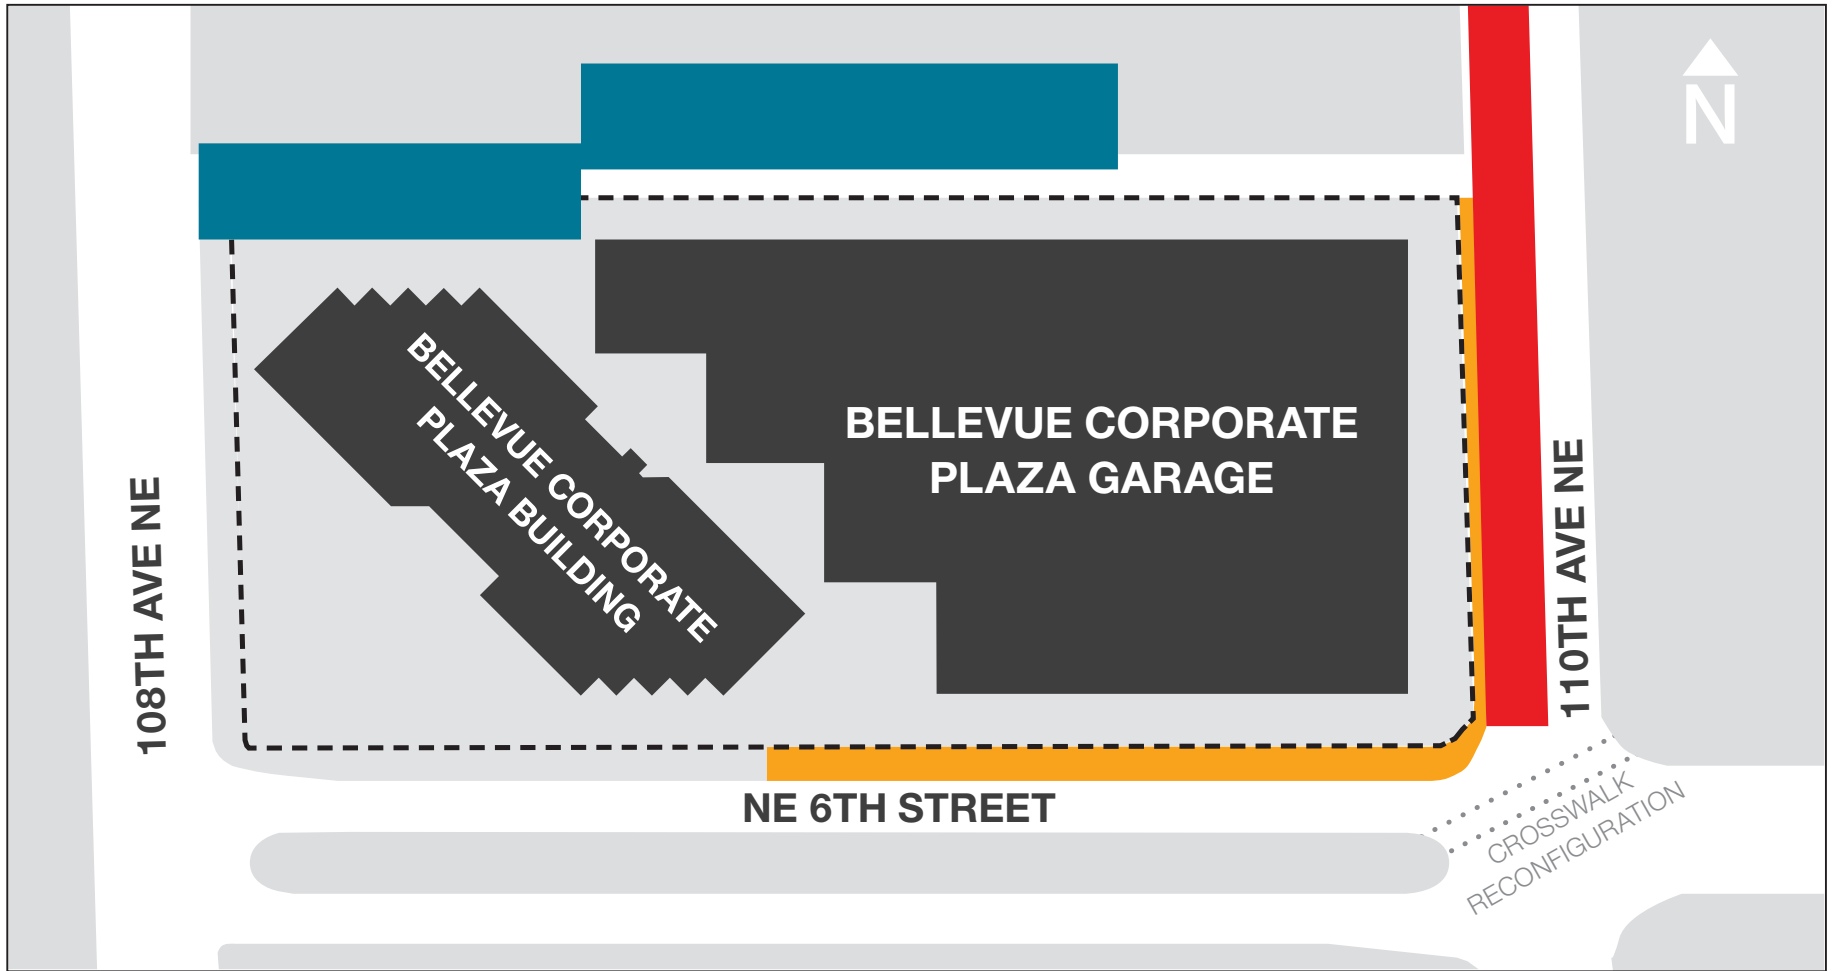 N
BELLEVUE CORPORATE
PLAZA BUILDING
BELLEVUE CORPORATE
PLAZA GARAGE
108TH AVE NE
110TH AVE NE
NE 6TH STREET
CROSSWALK
RECONFIGURATION